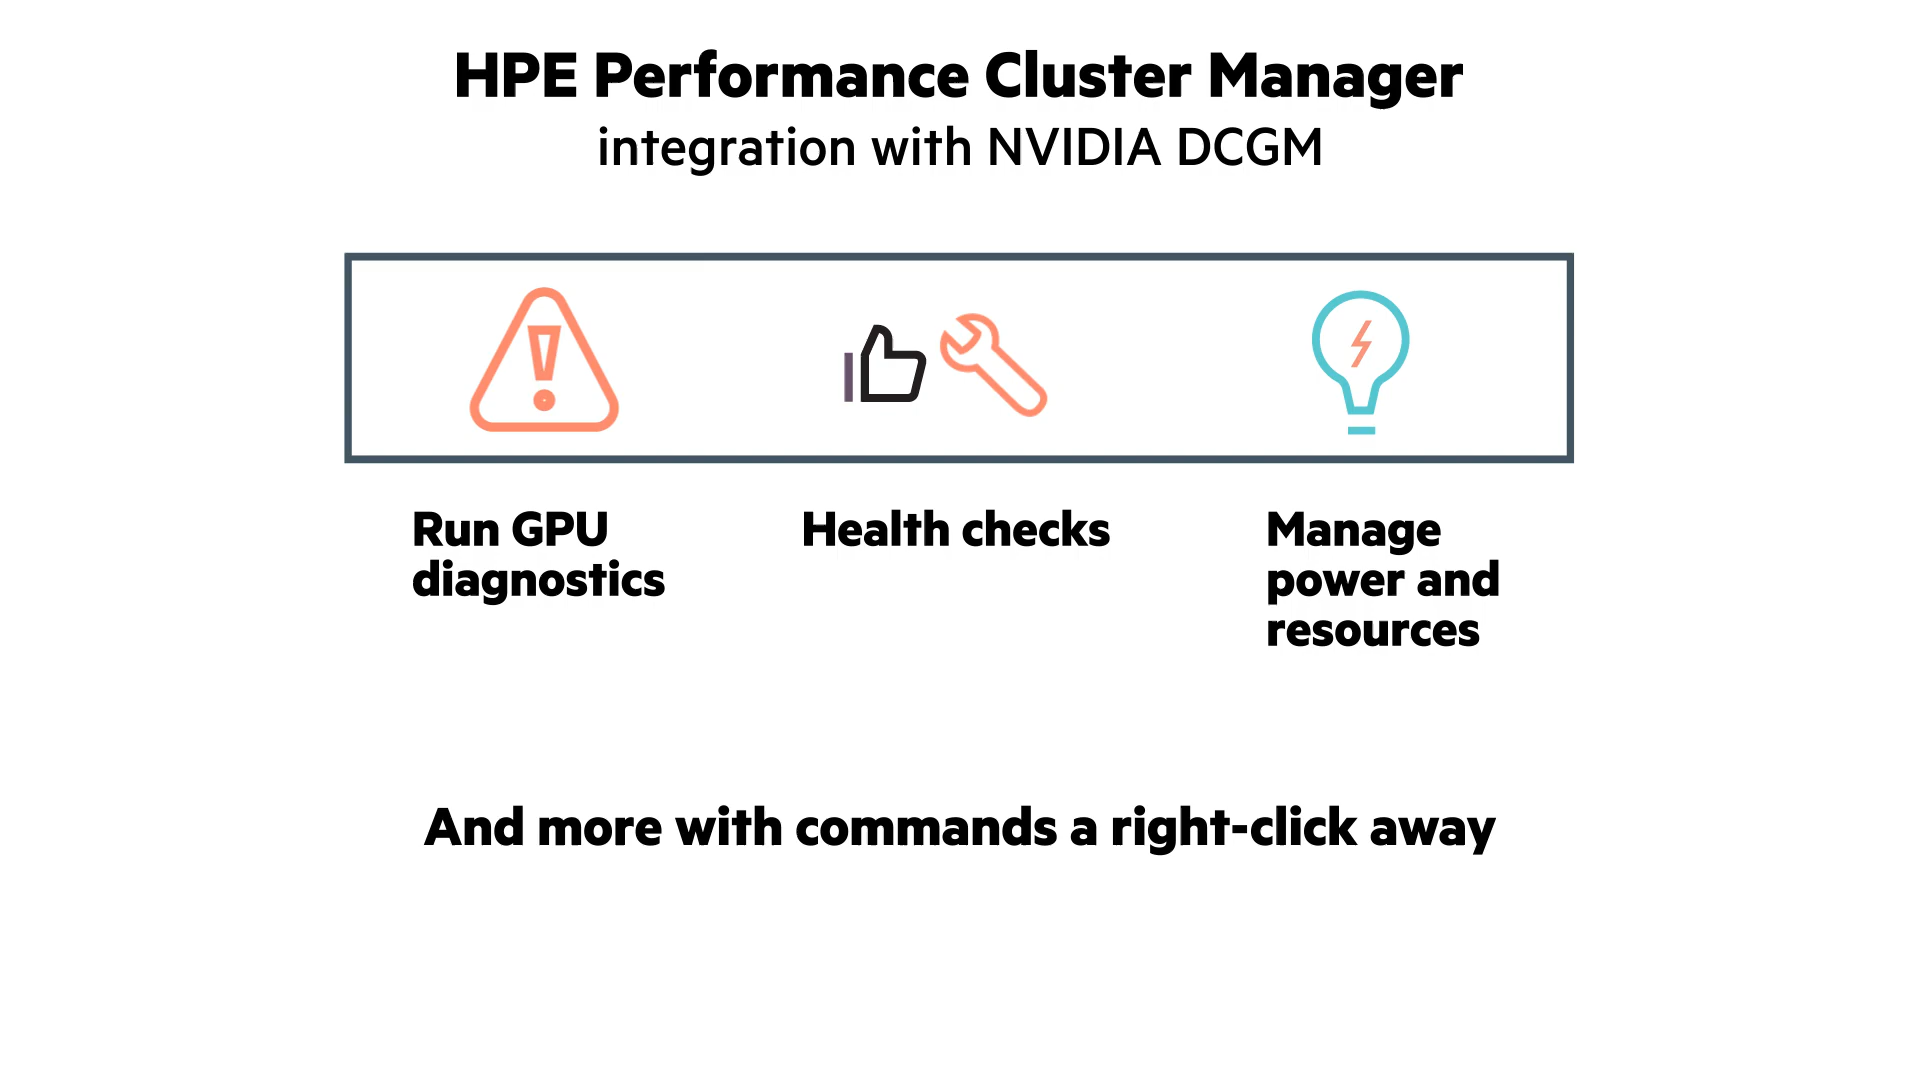 HPE Performance Cluster Manager
integration with NVIDIA DCGM
Run GPU
diagnostics
Health checks
Manage
power and
resources
And more with commands a right-click away